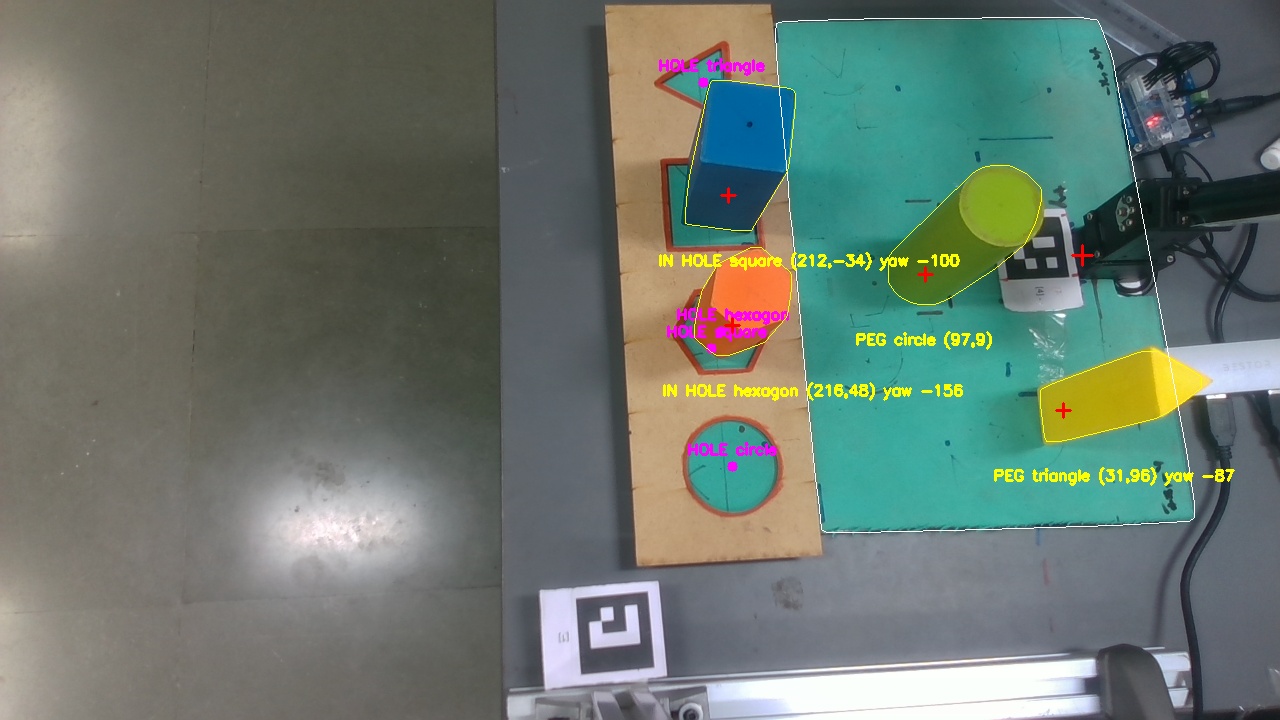 HOLE triangle
IN HOLE square (212,-34) yaw -100
HOLE hexagon
HOLE square
PEG circle (97,9)
IN HOLE hexagon (216,48) yaw -156
HOLE circle
PEG triangle (31,96) yaw -87